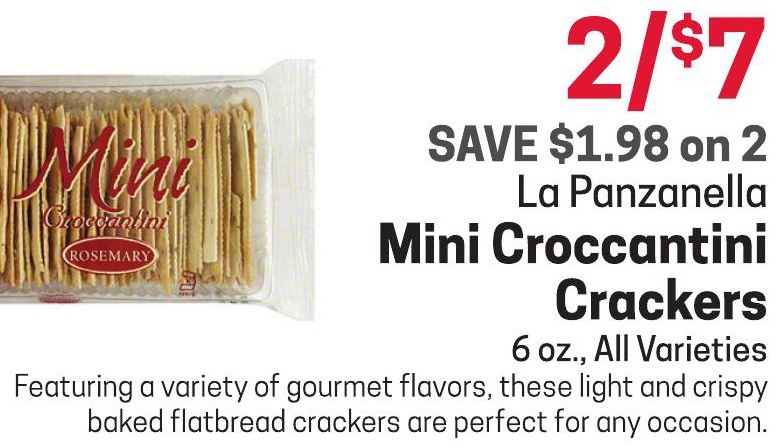 2/$7
SAVE $1.98 on 2
La Panzanella
Mini Croccantini
Crackers
6 oz., All Varieties
Featuring a variety of gourmet flavors, these light and crispy
baked flatbread crackers are perfect for any occasion.
Mini
Croccantini
ROSEMARY